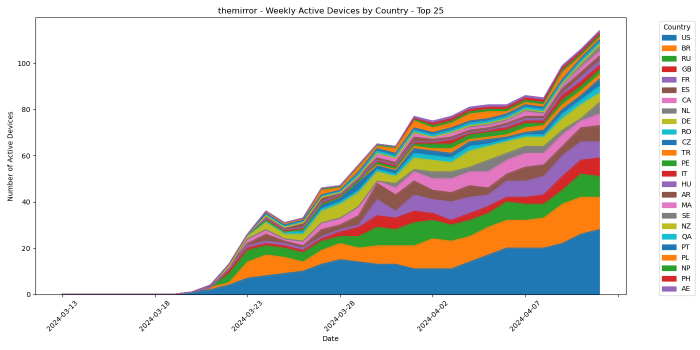 themirror - Weekly Active Devices by Country - Top 25
Number of Active Devices
100
80
60
40
20
0
2024-03-13
2024-03-18
2024-03-23
2024-03-28
2024-04-02
2024-04-07
Date
Country
US
BR
RU
GB
FR
ES
CA
NL
DE
RO
CZ
TR
PE
IT
HU
AR
MA
SE
NZ
QA
PT
PL
NP
PH
AE